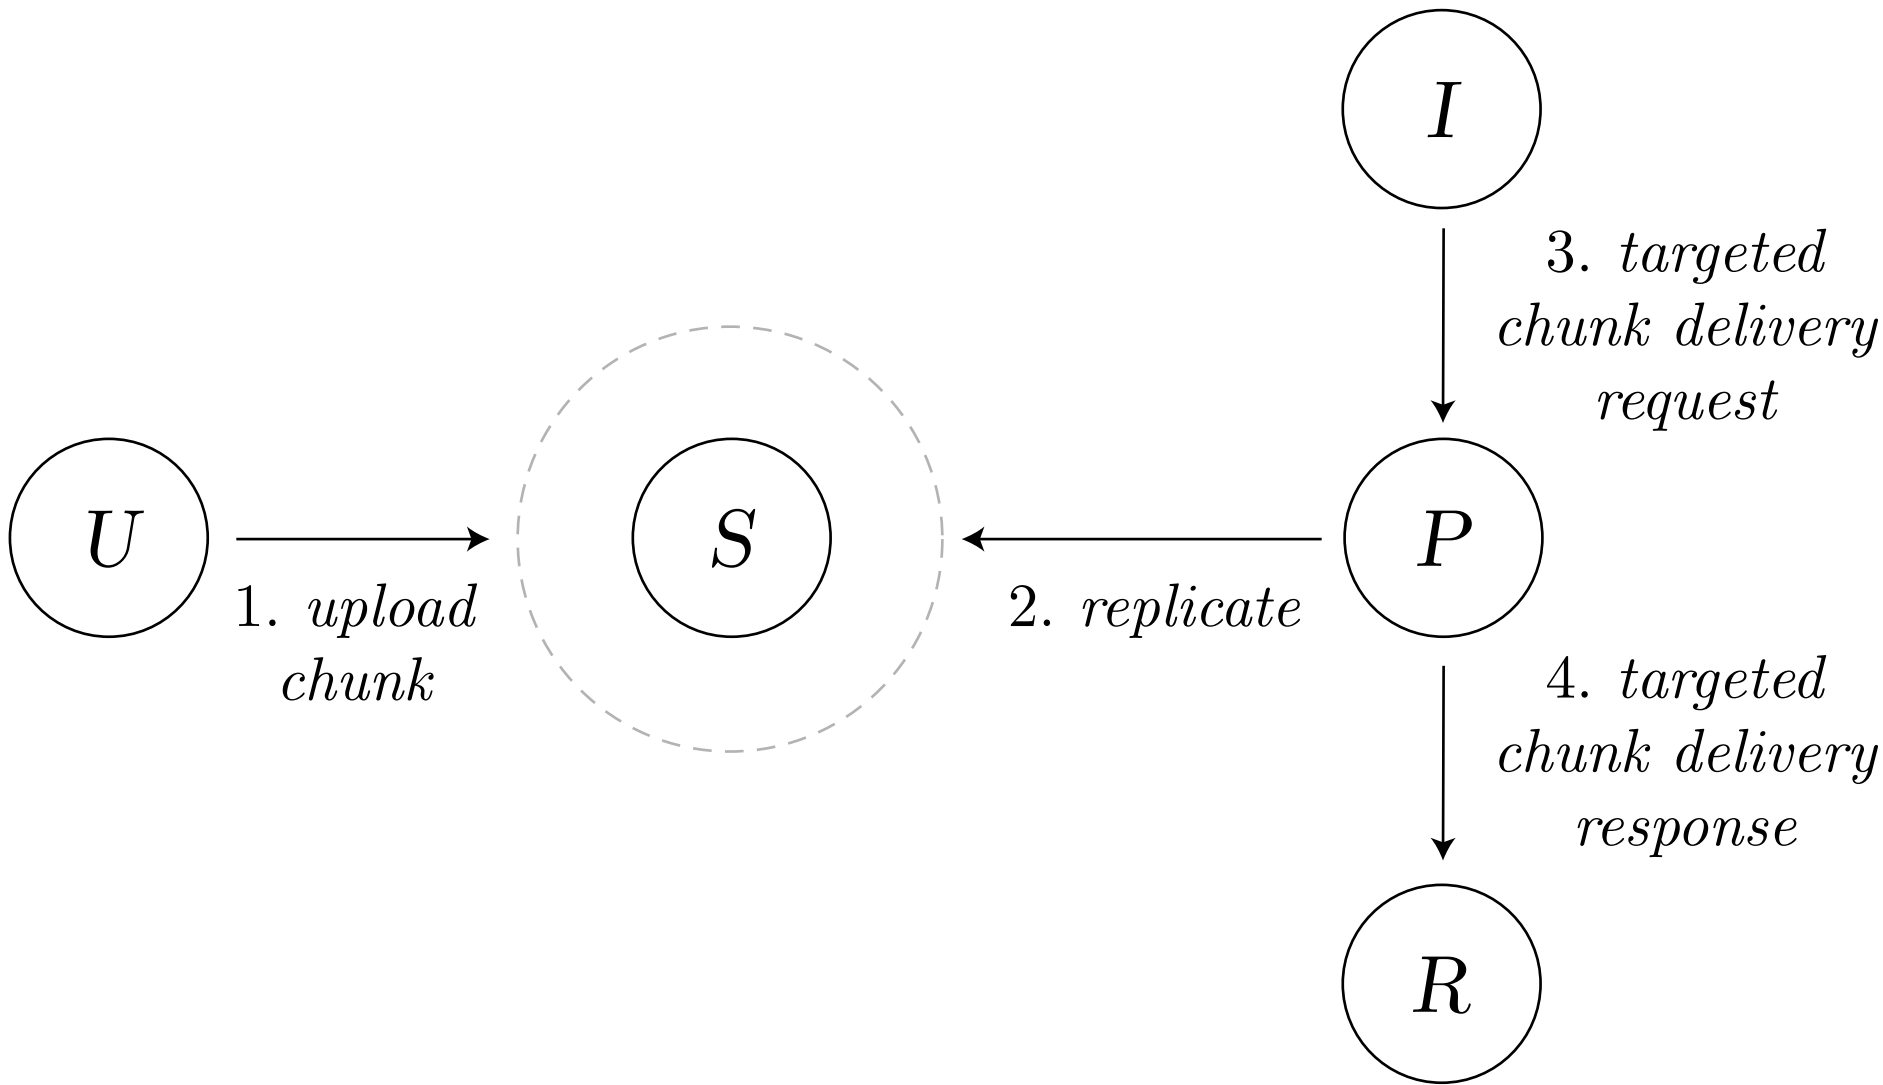 I
3. targeted
chunk delivery
request
U
S
P
1. upload
chunk
2. replicate
4. targeted
chunk delivery
response
R